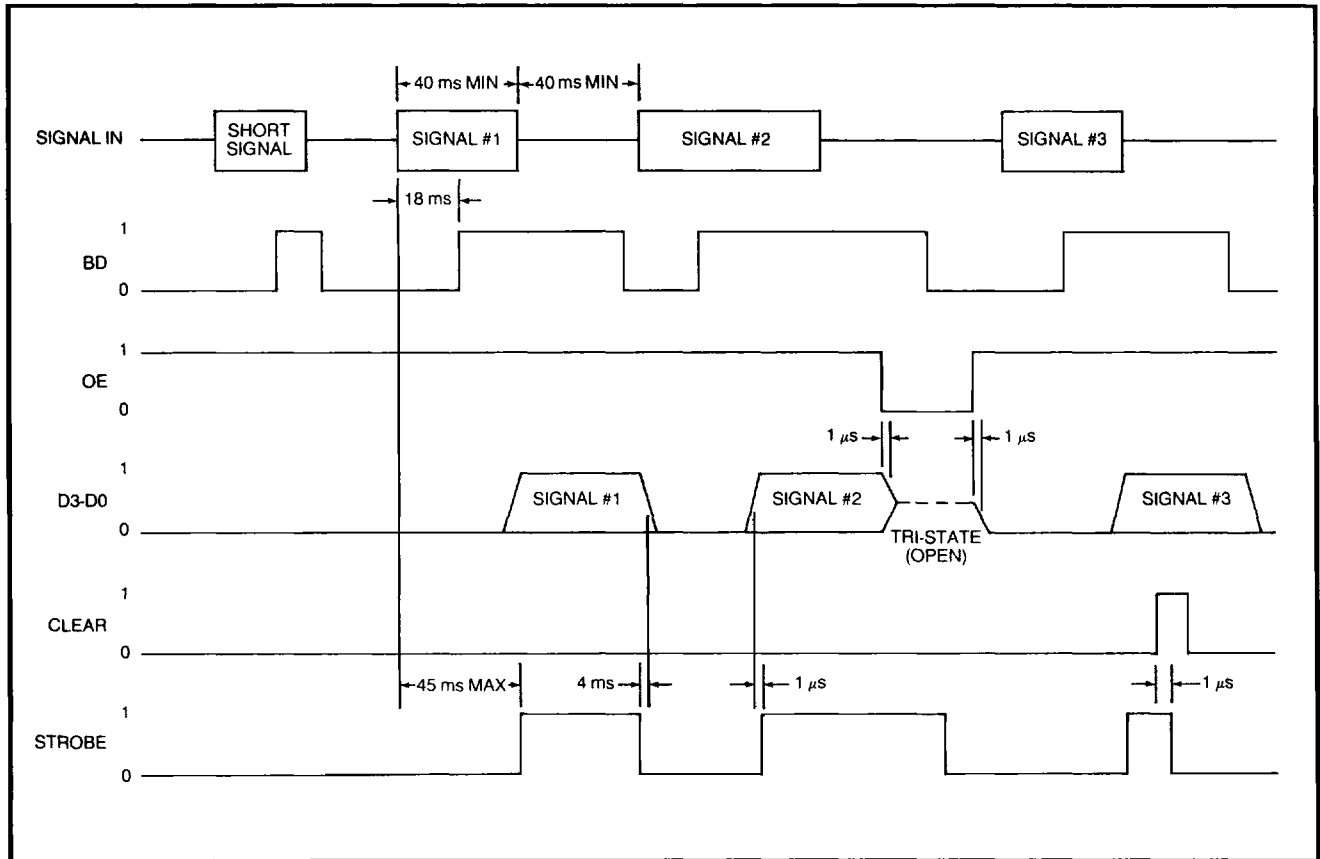 40 ms MIN 40 ms MIN
SIGNAL IN SHORT SIGNAL SIGNAL #1 SIGNAL #2 SIGNAL #3
18 ms
1
BD
0
1
OE
0
1 μs 1 μs
1
D3-D0 SIGNAL #1 SIGNAL #2 SIGNAL #3
0
TRI-STATE
(OPEN)
1
CLEAR
0
45 ms MAX 4 ms 1 μs 1 μs
1
STROBE
0